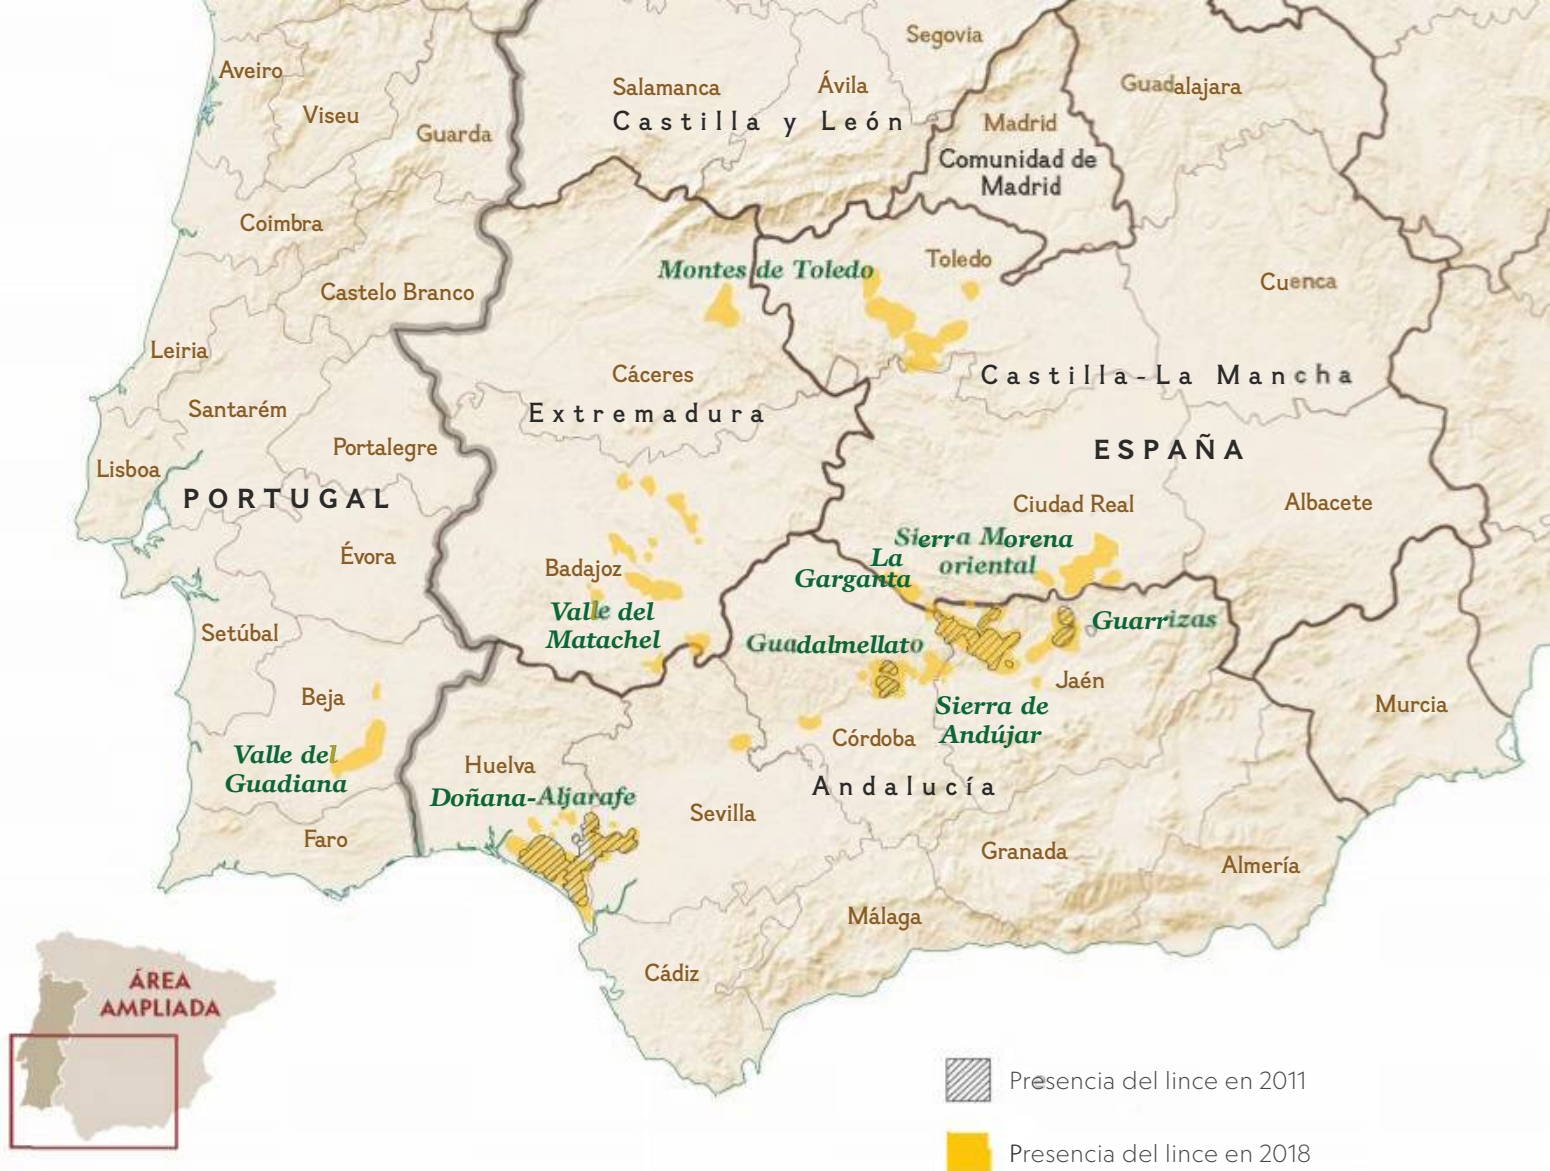 Segovia
Aveiro
Salamanca
Ávila
Guadalajara
Viseu
Guarda
Castilla y León
Madrid
Comunidad de
Madrid
Coimbra
Montes de Toledo
Toledo
Cuenca
Castelo Branco
Leiria
Cáceres
Castilla-La Mancha
Santarém
Extremadura
Portalegre
ESPAÑA
Lisboa
PORTUGAL
Ciudad Real
Albacete
Sierra Morena
oriental
Évora
La
Garganta
Badajoz
Valle del
Matachel
Guarrizas
Setúbal
Guadalmellato
Jaén
Beja
Sierra de
Andújar
Murcia
Córdoba
Valle del
Guadiana
Huelva
Andalucía
Doñana-Aljarafe
Sevilla
Faro
Granada
Almería
Málaga
Cádiz
ÁREA
AMPLIADA
Presencia del lince en 2011
Presencia del lince en 2018